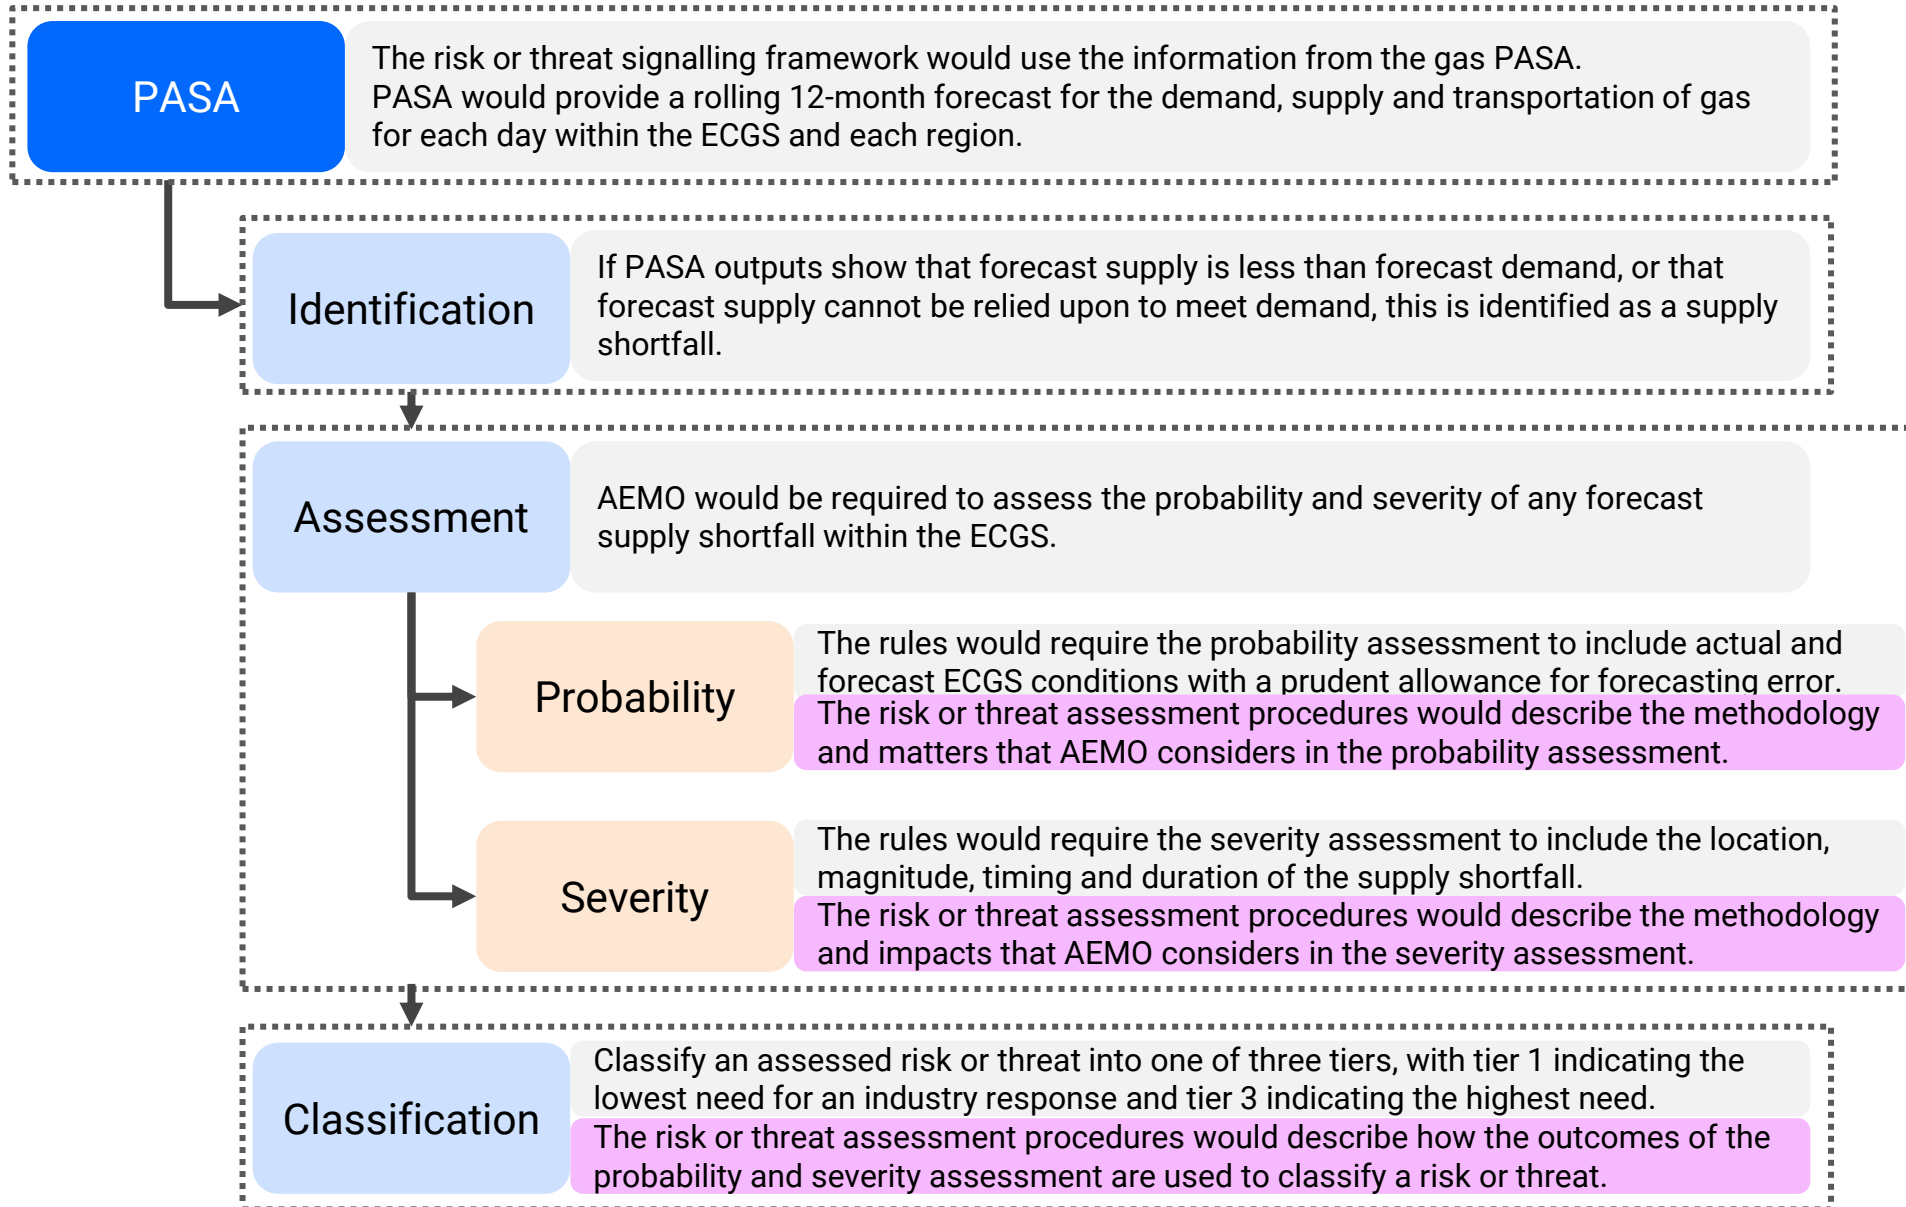 PASA
The risk or threat signalling framework would use the information from the gas PASA.
PASA would provide a rolling 12-month forecast for the demand, supply and transportation of gas
for each day within the ECGS and each region.
Identification
If PASA outputs show that forecast supply is less than forecast demand, or that
forecast supply cannot be relied upon to meet demand, this is identified as a supply
shortfall.
Assessment
AEMO would be required to assess the probability and severity of any forecast
supply shortfall within the ECGS.
Probability
The rules would require the probability assessment to include actual and
forecast ECGS conditions with a prudent allowance for forecasting error.
The risk or threat assessment procedures would describe the methodology
and matters that AEMO considers in the probability assessment.
Severity
The rules would require the severity assessment to include the location,
magnitude, timing and duration of the supply shortfall.
The risk or threat assessment procedures would describe the methodology
and impacts that AEMO considers in the severity assessment.
Classification
Classify an assessed risk or threat into one of three tiers, with tier 1 indicating the
lowest need for an industry response and tier 3 indicating the highest need.
The risk or threat assessment procedures would describe how the outcomes of the
probability and severity assessment are used to classify a risk or threat.